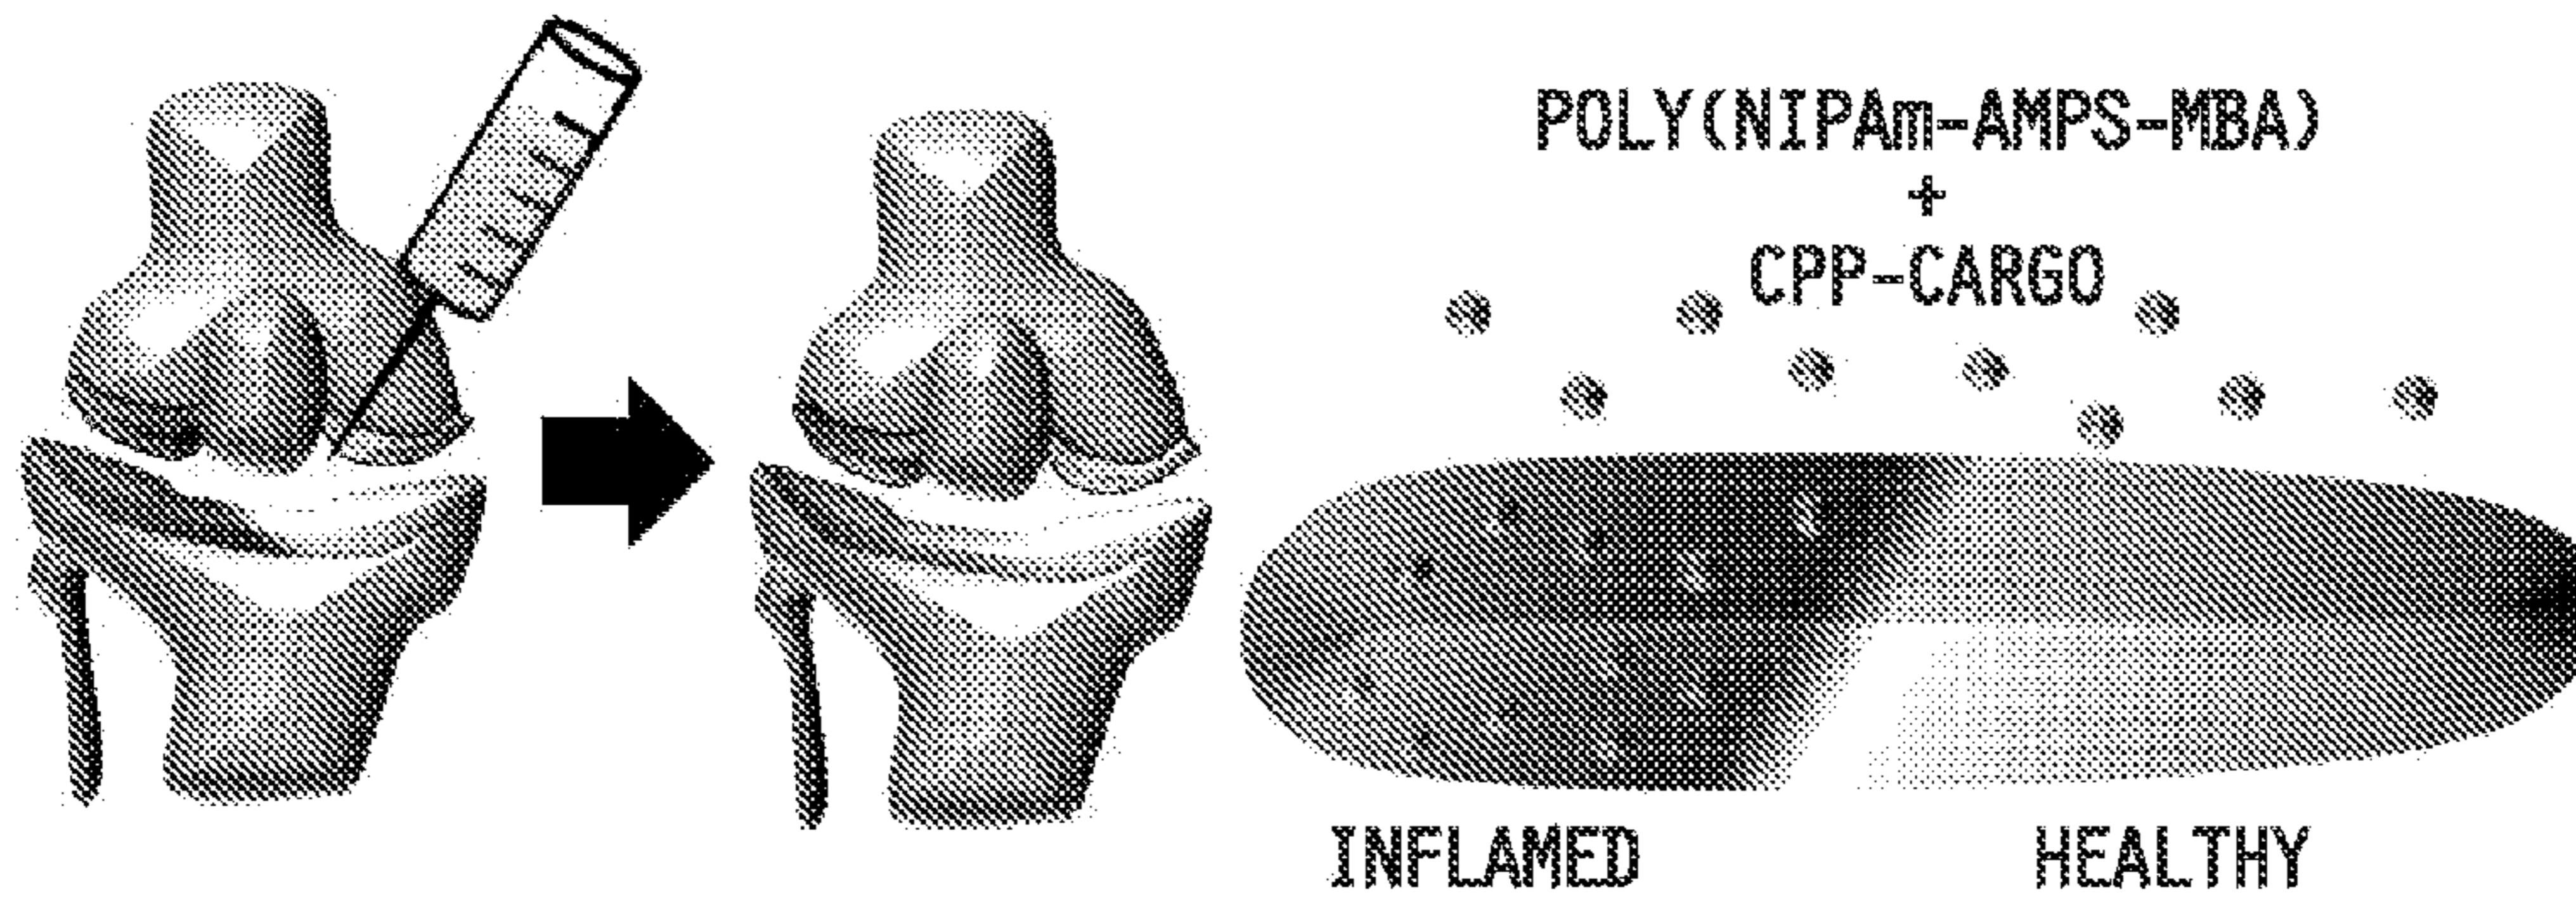 POLY(NIPAm-AMPS-MBA)
+
CPP-CARGO
INFLAMED
HEALTHY